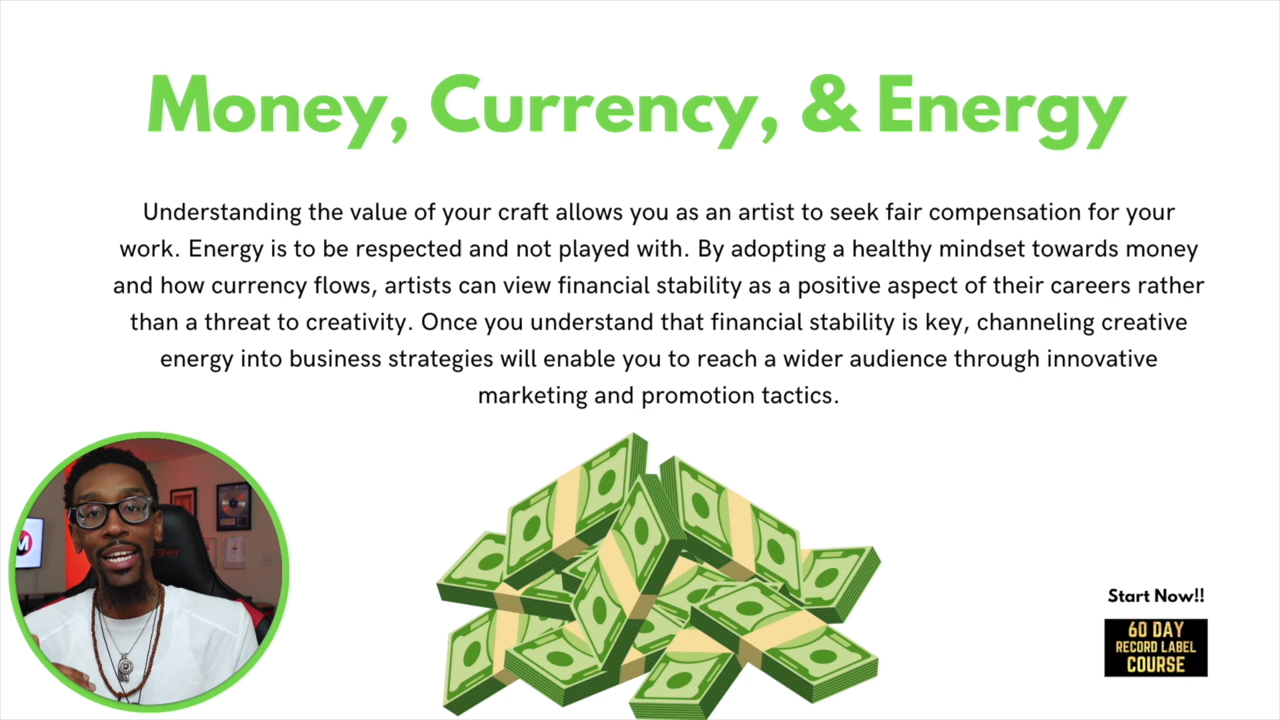 Money, Currency, & Energy
Understanding the value of your craft allows you as an artist to seek fair compensation for your
work. Energy is to be respected and not played with. By adopting a healthy mindset towards money
and how currency flows, artists can view financial stability as a positive aspect of their careers rather
than a threat to creativity. Once you understand that financial stability is key, channeling creative
energy into business strategies will enable you to reach a wider audience through innovative
marketing and promotion tactics.
M
Start Now!!
60 DAY
RECORD LABEL
COURSE